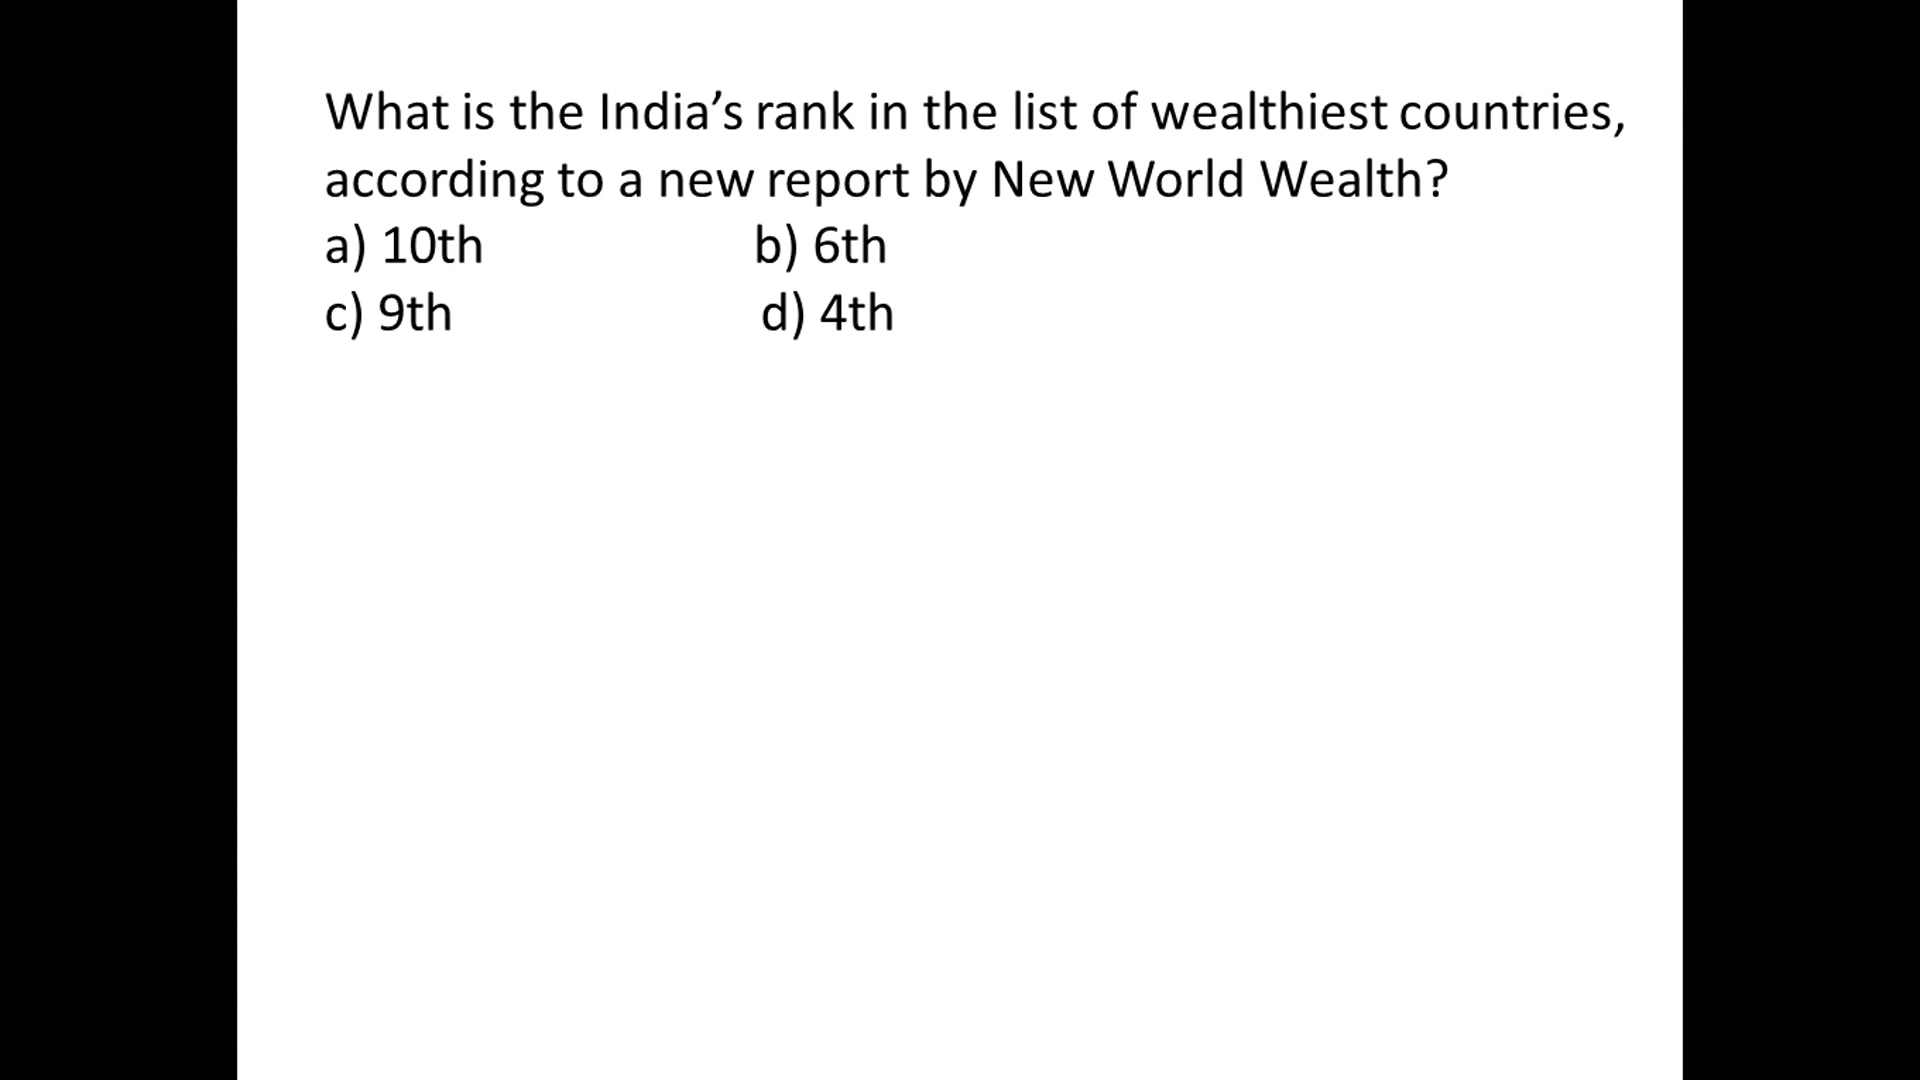 What is the India’s rank in the list of wealthiest countries,
according to a new report by New World Wealth?
a) 10th b) 6th
c) 9th d) 4th